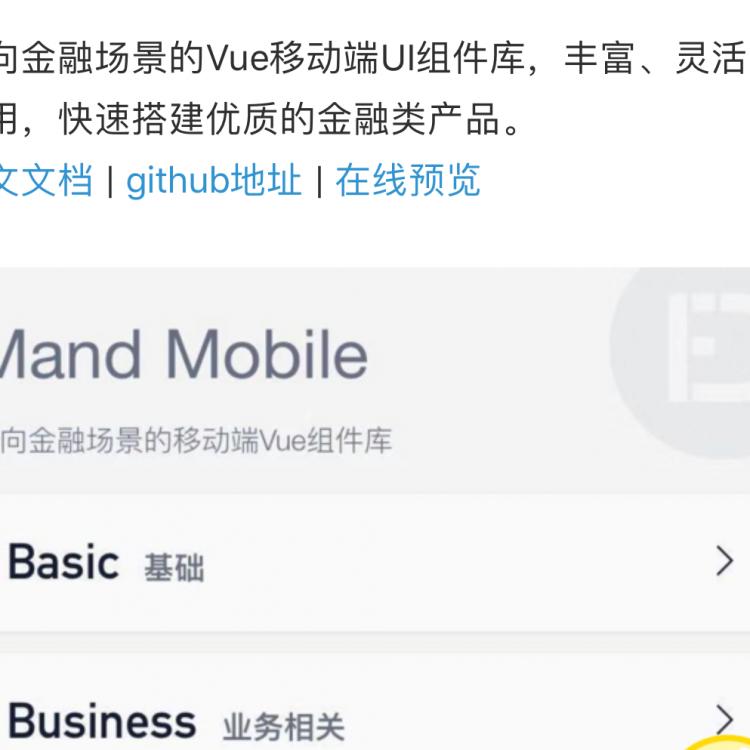 向金融场景的Vue移动端UI组件库，丰富、灵活
用，快速搭建优质的金融类产品。
文文档 | github地址 | 在线预览
Mand Mobile
向金融场景的移动端Vue组件库
Basic 基础
Business 业务相关